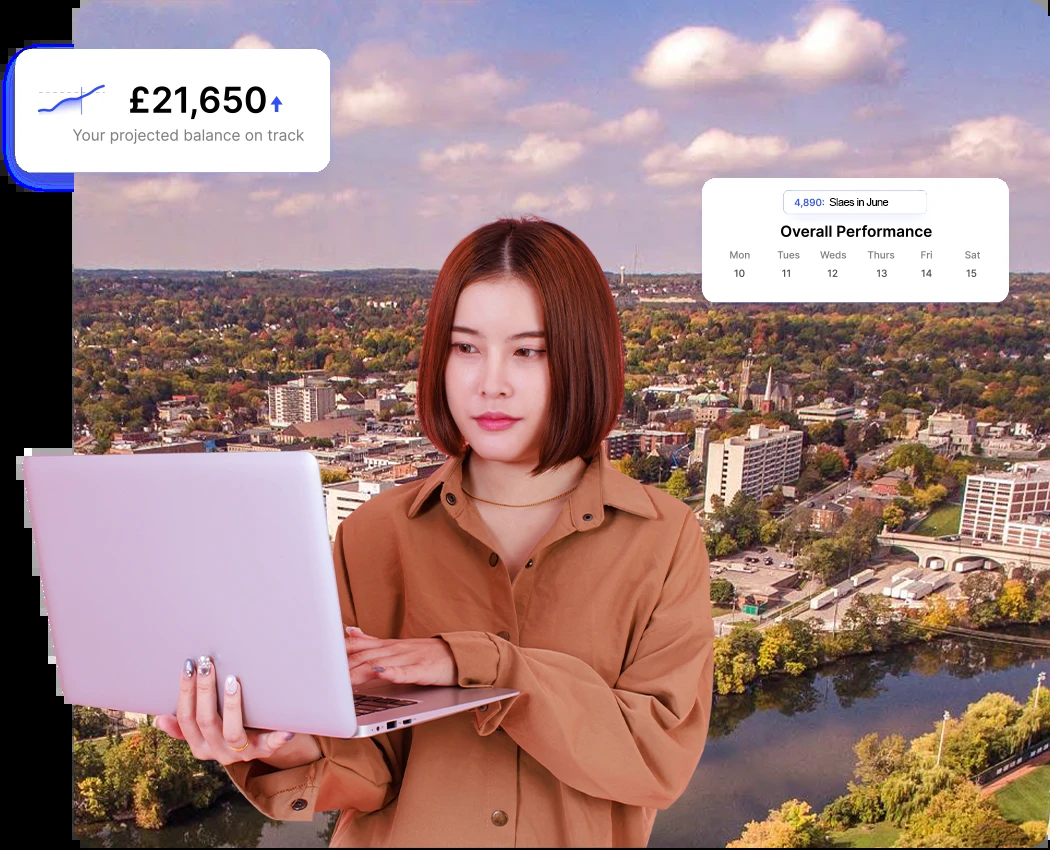 £21,650
Your projected balance on track
4,890: Slaes in June
Overall Performance
Mon Tues Weds Thurs Fri Sat
10 11 12 13 14 15